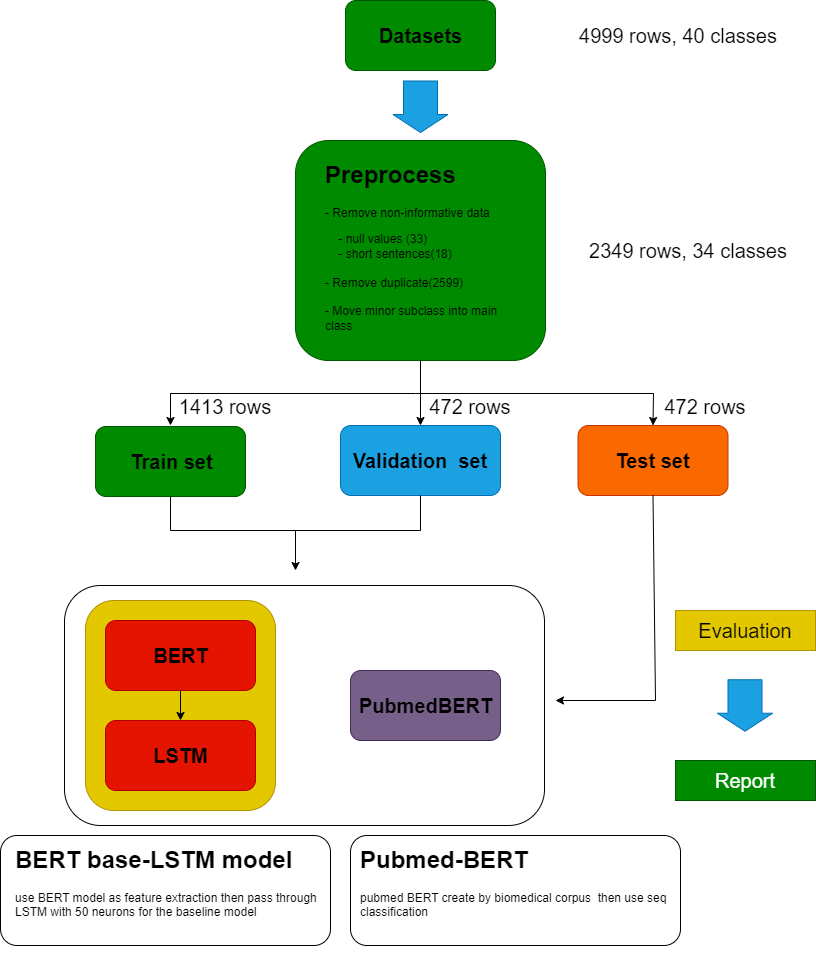 Datasets
4999 rows, 40 classes
Preprocess
- Remove non-informative data
- null values (33)
- short sentences(18)
- Remove duplicate(2599)
- Move minor subclass into main
class
2349 rows, 34 classes
1413 rows
472 rows
472 rows
Train set
Validation  set
Test set
BERT
LSTM
PubmedBERT
Evaluation
Report
BERT base-LSTM model
use BERT model as feature extraction then pass through
LSTM with 50 neurons for the baseline model
Pubmed-BERT
pubmed BERT create by biomedical corpus  then use seq
classification